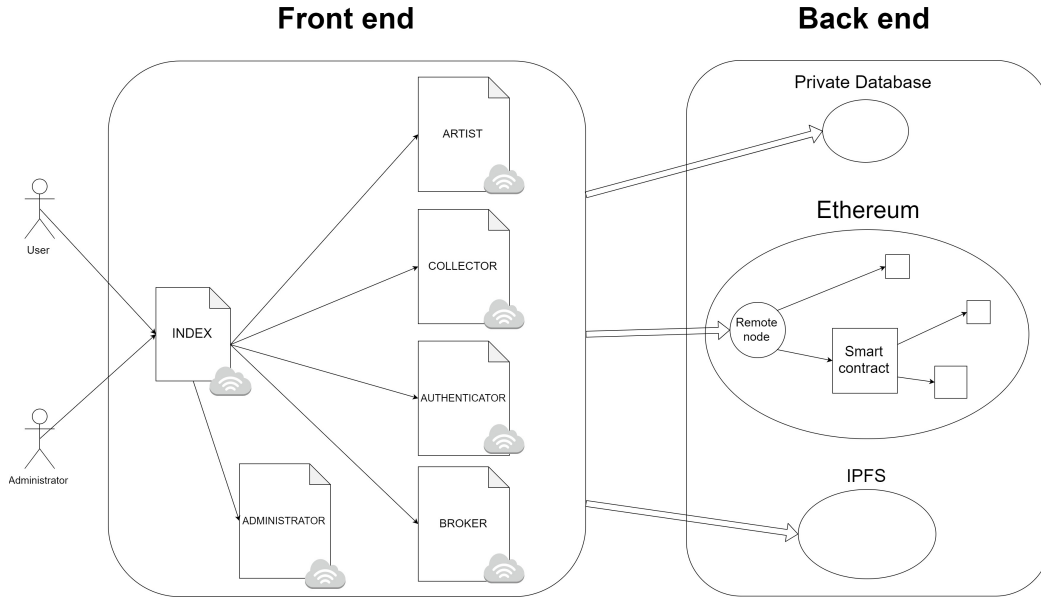 Front end
Back end
Private Database
ARTIST
Ethereum
User
COLLECTOR
INDEX
Remote
node
Smart
contract
AUTHENTICATOR
Administrator
IPFS
ADMINISTRATOR
BROKER